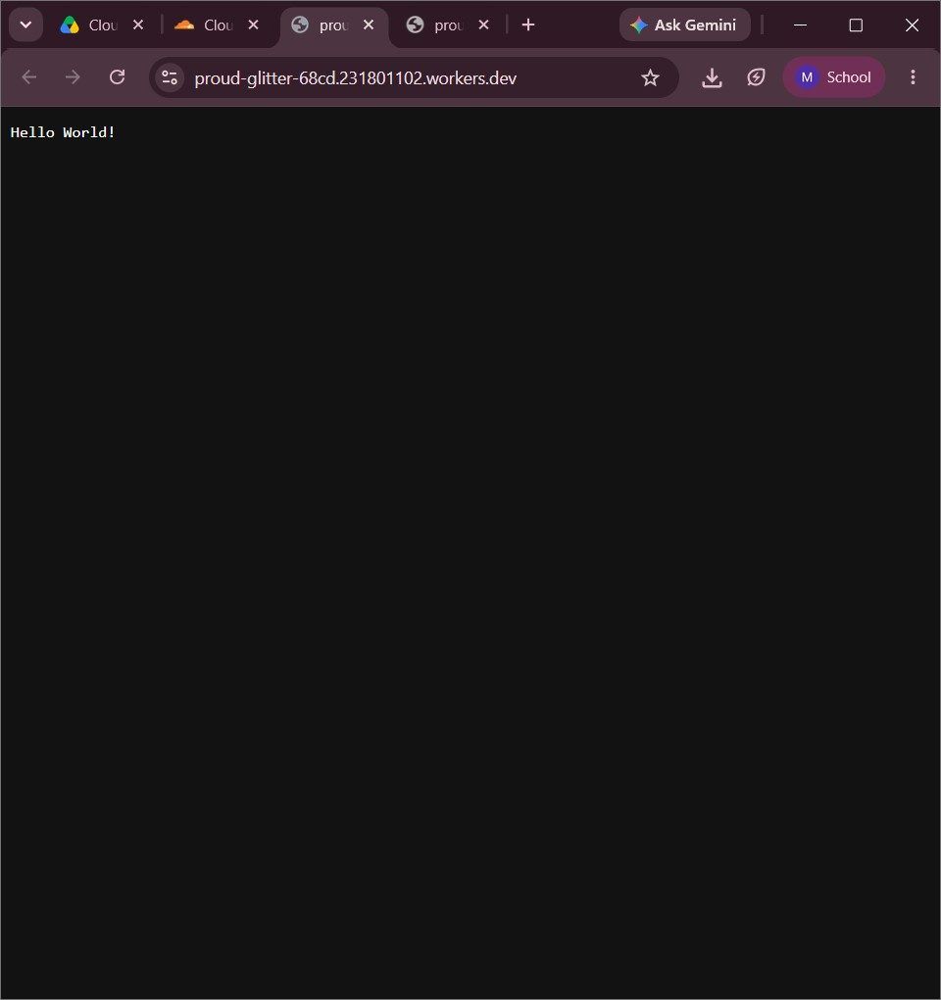 Clou
Clou
prou
prou
Ask Gemini
proud-glitter-68cd.231801102.workers.dev
M
School
Hello World!